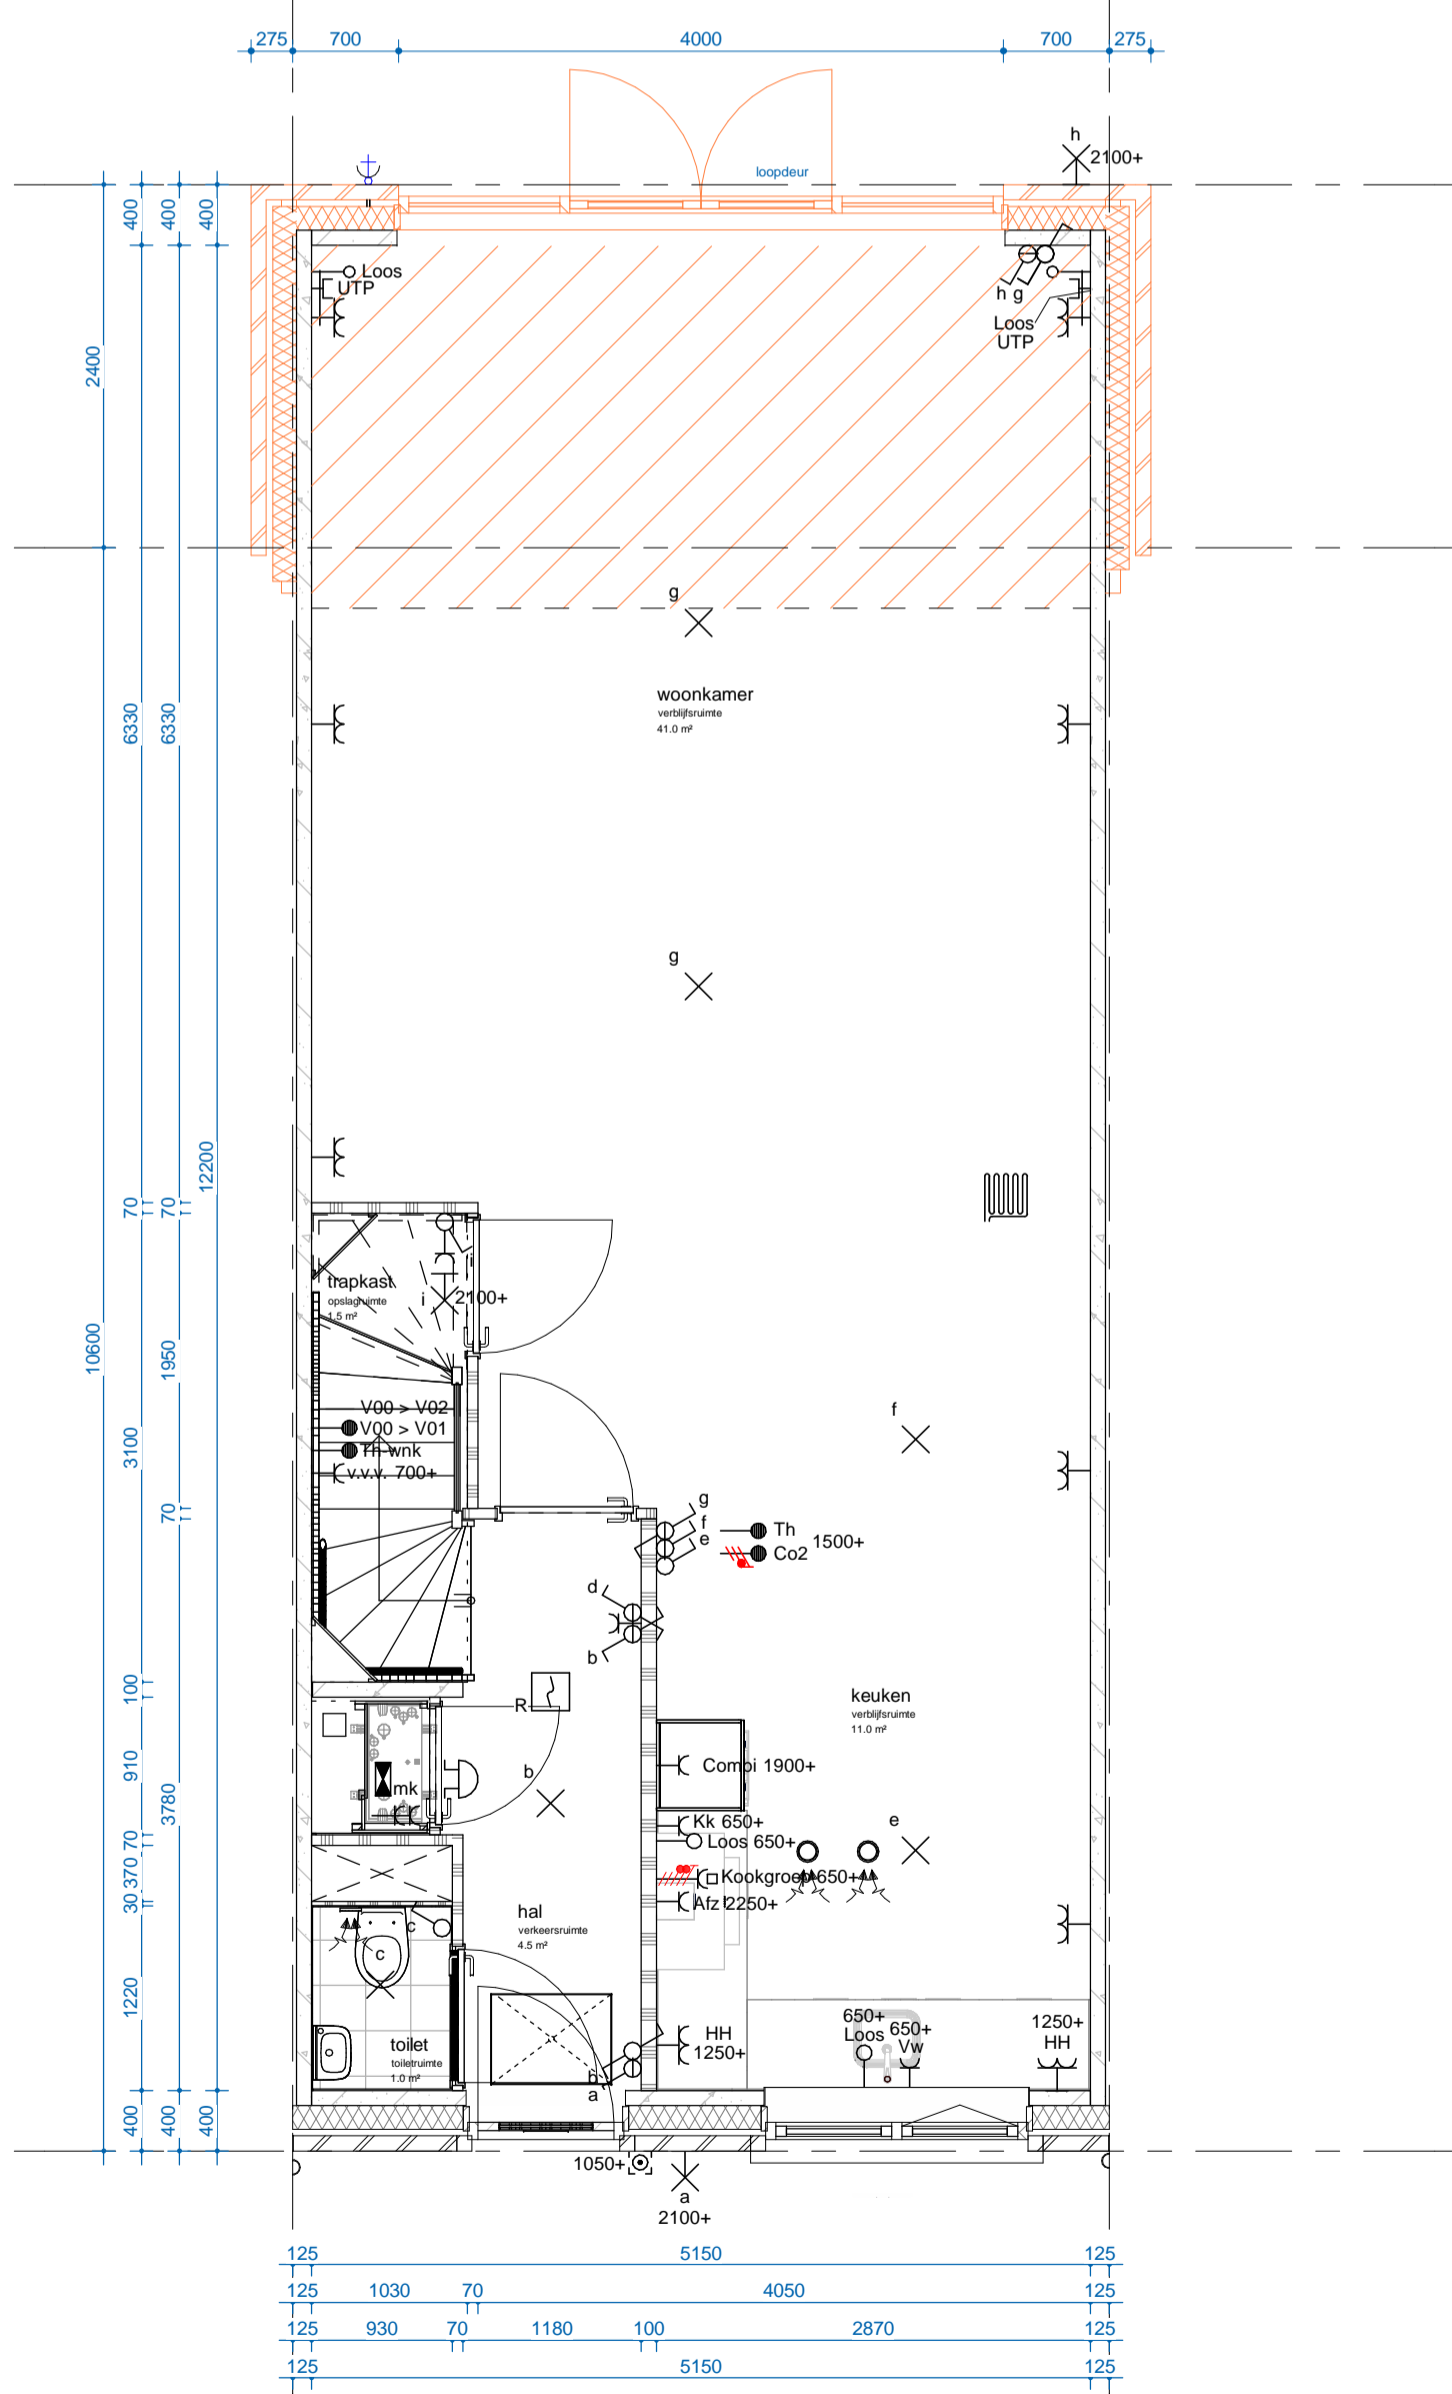 275
700
4000
700
275
h
2100+
loopdeur
400
400
400
Loos
UTP
h g
Loos
UTP
2400
g
woonkamer
verblijfsruimte
41.0 m²
6330
6330
g
12200
70
70
trapkast
opslagruimte
1.5 m²
i
i
2100+
10600
1950
3100
V00 > V02
V00 > V01
Th-wnk
v.v.v. 700+
f
70
g
f
e
Th
Co2
1500+
d
b
100
R
keuken
verblijfsruimte
11.0 m²
910
3780
mk
b
Combi 1900+
Kk 650+
Loos 650+
e
70
370
30
Kookgroep 650+
Afz 2250+
c
c
hal
verkeersruimte
4.5 m²
1220
toilet
toiletruimte
1.0 m²
HH
1250+
650+
Loos
650+
Vw
1250+
HH
b
a
400
400
400
1050+
a
2100+
125
5150
125
125
1030
70
4050
125
125
930
70
1180
100
2870
125
125
5150
125